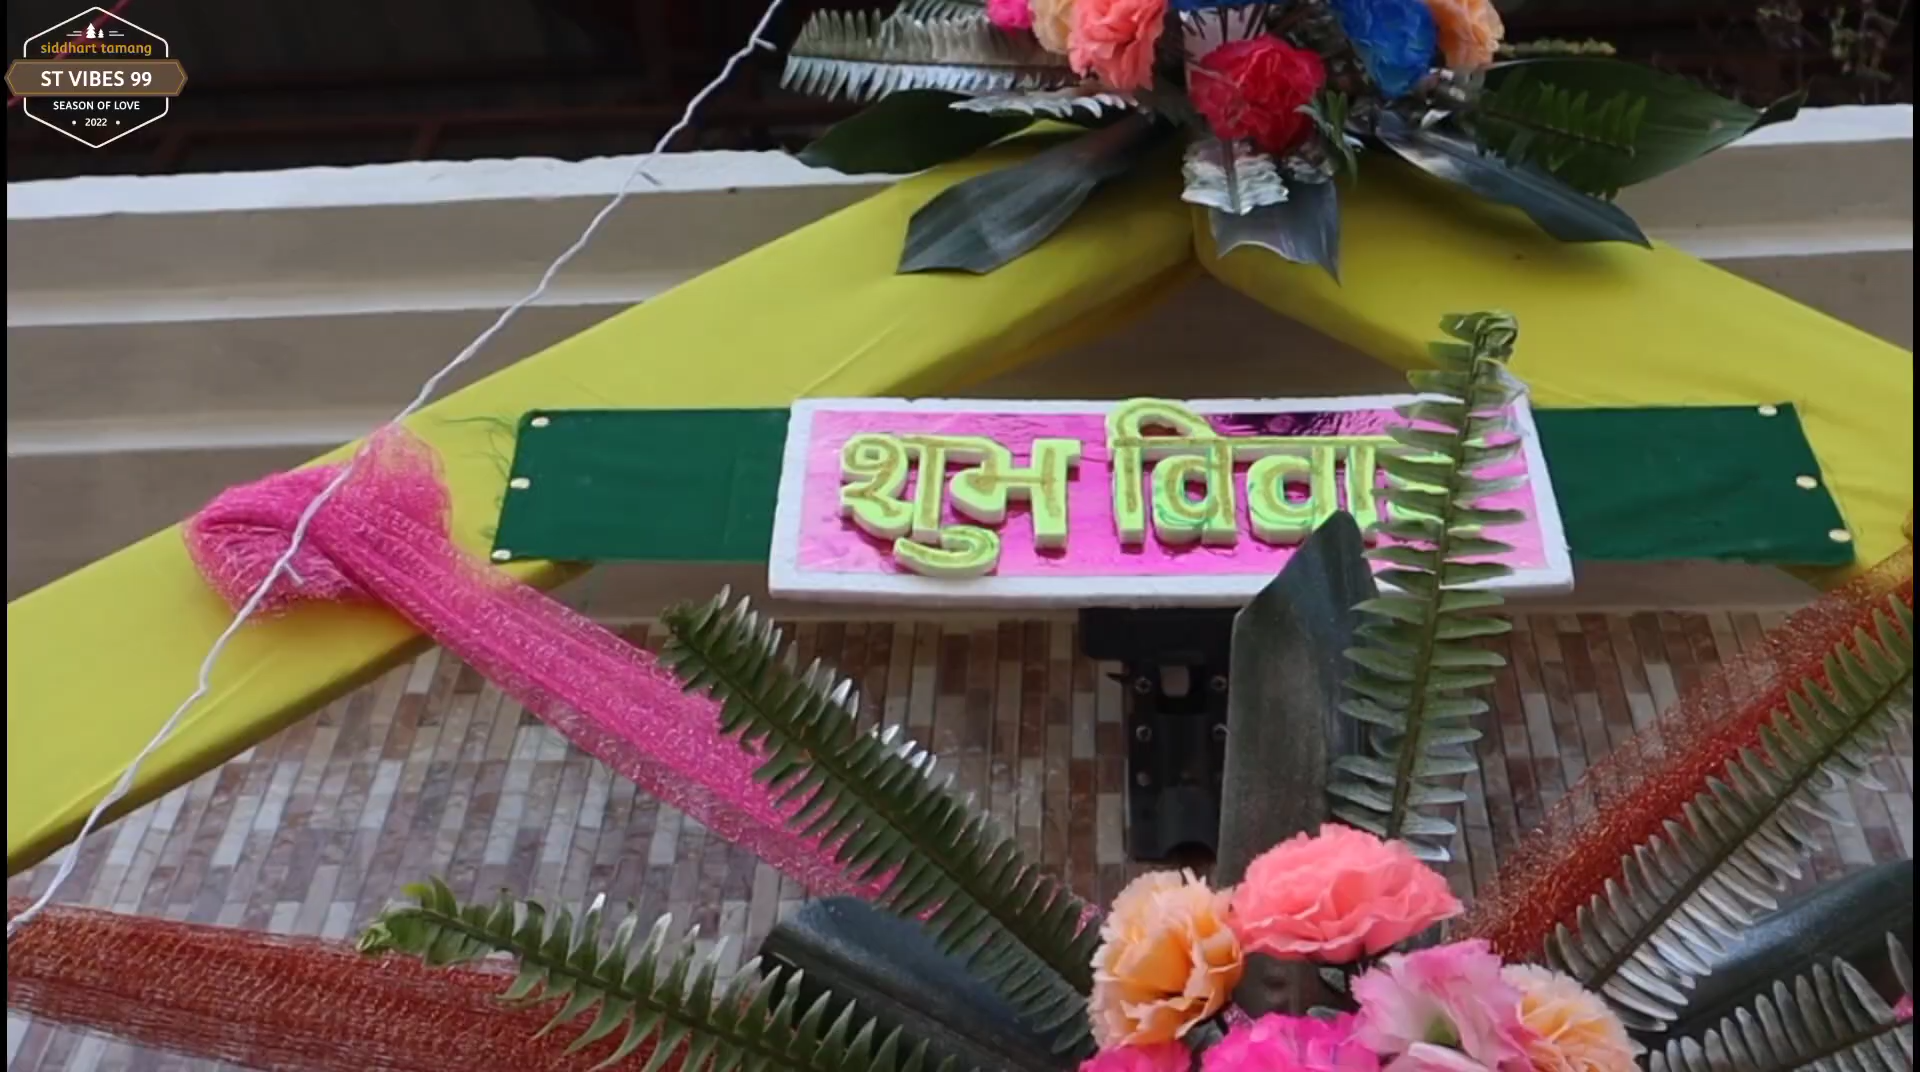 siddhart tamang
ST VIBES 99
SEASON OF LOVE
• 2022 •
शुभ विवा